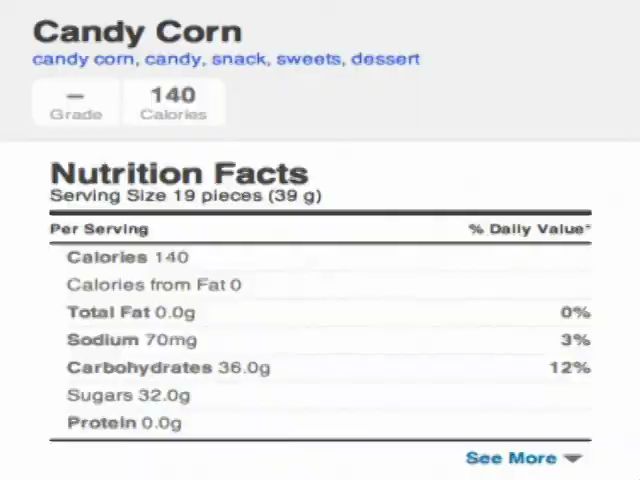 Candy Corn
candy corn, candy, snack, sweets, dessert
– 140
Grade Calories
Nutrition Facts
Serving Size 19 pieces (39 g)
Per Serving % Daily Value*
Calories 140
Calories from Fat 0
Total Fat 0.0g 0%
Sodium 70mg 3%
Carbohydrates 36.0g 12%
Sugars 32.0g
Protein 0.0g
See More